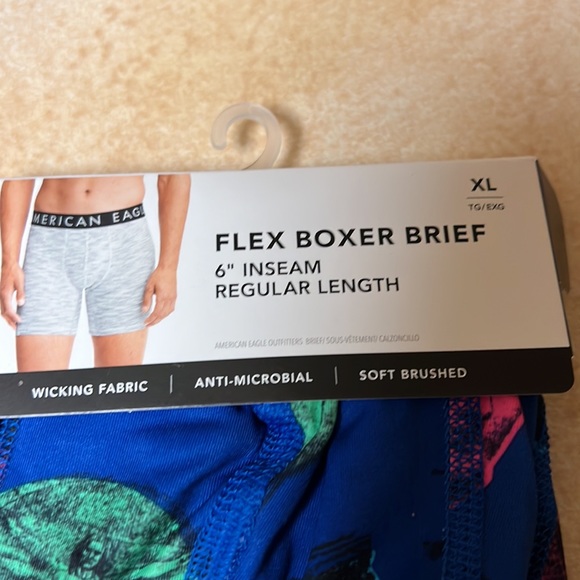 MERICAN EAGL
XL
TG/EXG
FLEX BOXER BRIEF
6" INSEAM
REGULAR LENGTH
AMERICAN EAGLE OUTFITTERS BRIEF/ SOUS-VÊTEMENT/ CALZONCILLO
WICKING FABRIC | ANTI-MICROBIAL | SOFT BRUSHED